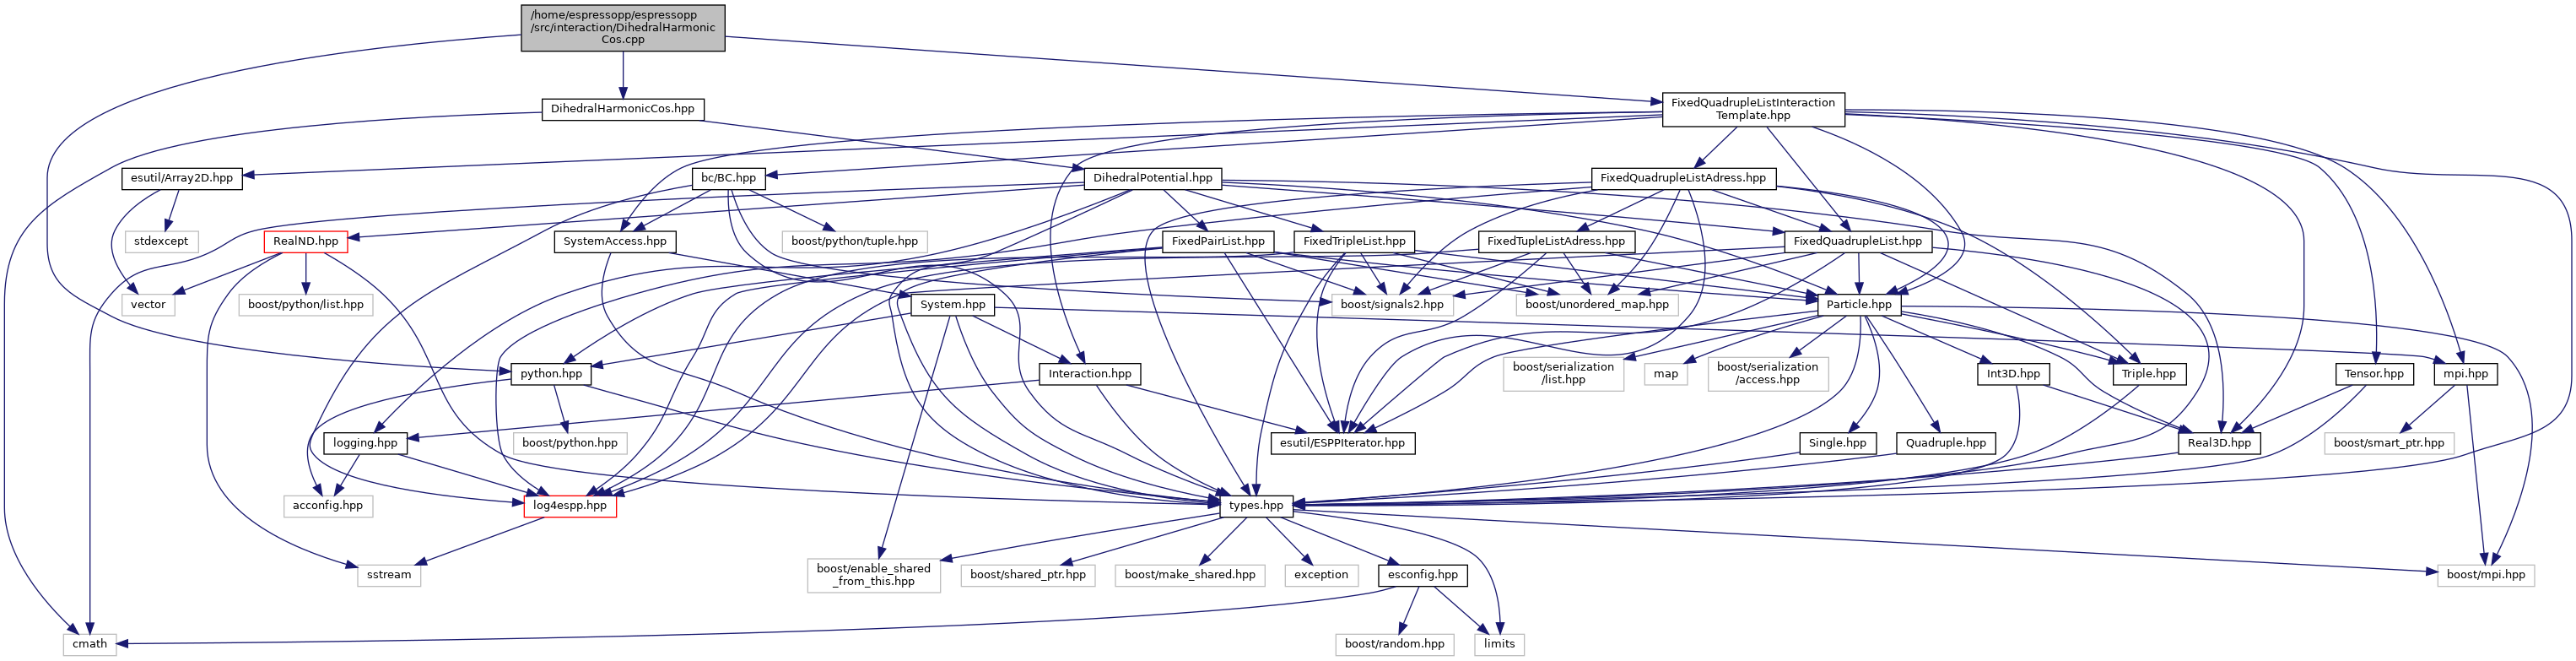 /home/espressopp/espressopp
/src/interaction/DihedralHarmonic
Cos.cpp
DihedralHarmonicCos.hpp
FixedQuadrupleListInteraction
Template.hpp
esutil/Array2D.hpp
bc/BC.hpp
DihedralPotential.hpp
FixedQuadrupleListAdress.hpp
stdexcept
RealND.hpp
SystemAccess.hpp
boost/python/tuple.hpp
FixedPairList.hpp
FixedTripleList.hpp
FixedTupleListAdress.hpp
FixedQuadrupleList.hpp
vector
boost/python/list.hpp
System.hpp
boost/signals2.hpp
boost/unordered_map.hpp
Particle.hpp
python.hpp
Interaction.hpp
boost/serialization
/list.hpp
map
boost/serialization
/access.hpp
Int3D.hpp
Triple.hpp
Tensor.hpp
mpi.hpp
logging.hpp
boost/python.hpp
esutil/ESPPIterator.hpp
Single.hpp
Quadruple.hpp
Real3D.hpp
boost/smart_ptr.hpp
acconfig.hpp
log4espp.hpp
types.hpp
sstream
boost/enable_shared
_from_this.hpp
boost/shared_ptr.hpp
boost/make_shared.hpp
exception
esconfig.hpp
boost/mpi.hpp
cmath
boost/random.hpp
limits